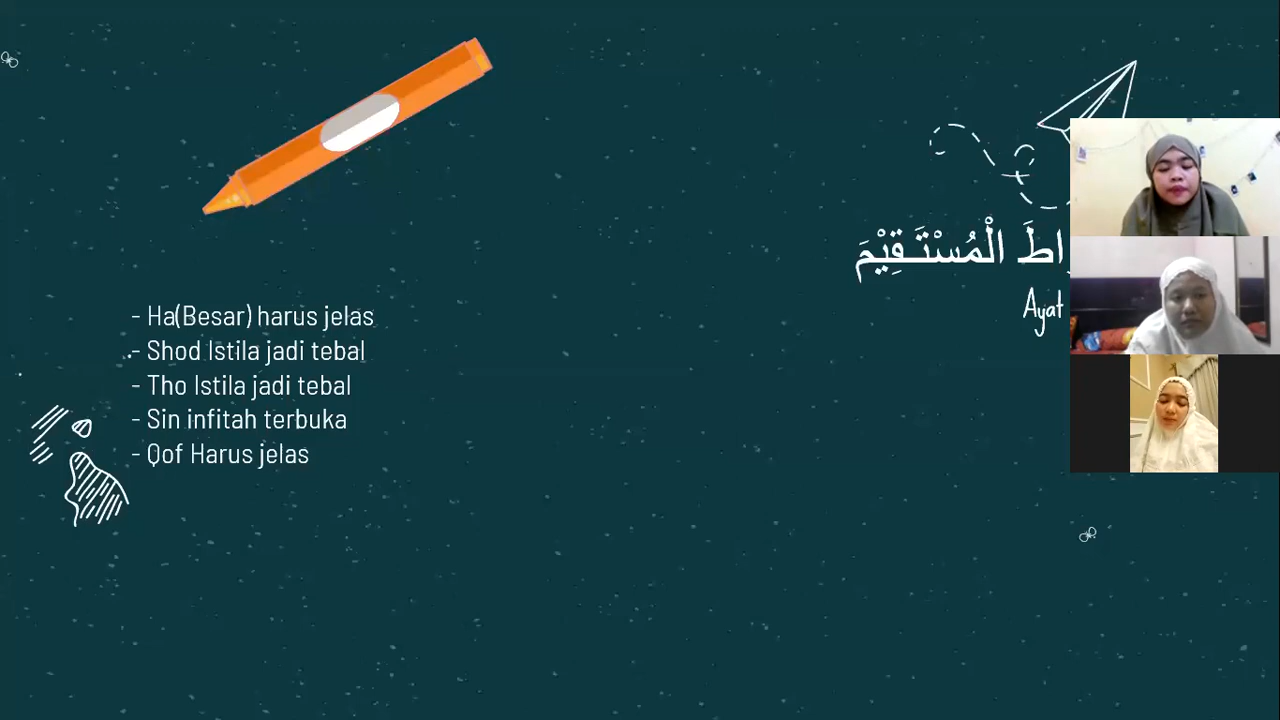 اطَ الْمُسْتَـقِيْمَ
Ayat
- Ha(Besar) harus jelas
- Shod Istila jadi tebal
- Tho Istila jadi tebal
- Sin infitah terbuka
- Qof Harus jelas